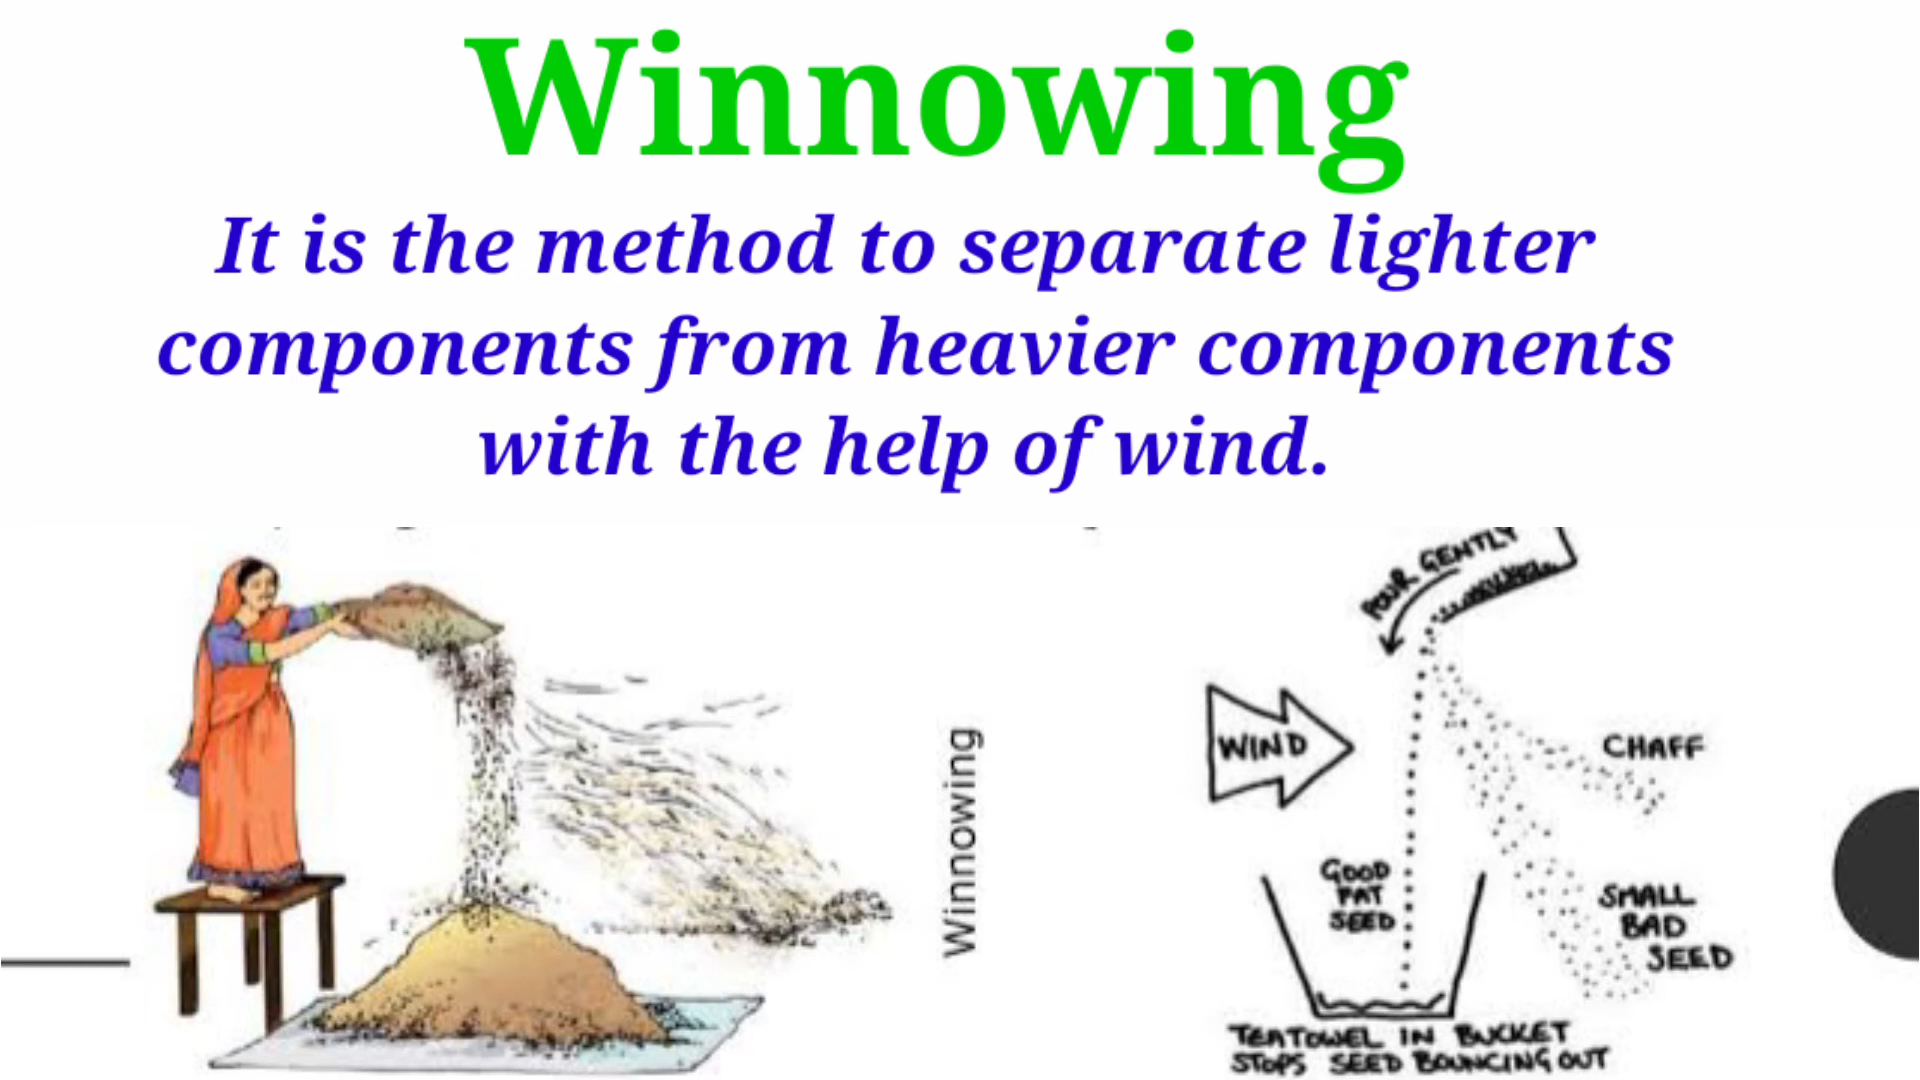 Winnowing
It is the method to separate lighter
components from heavier components
with the help of wind.
Winnowing
POUR GENTLY
WIND
CHAFF
GOOD
FAT
SEED
SMALL
BAD
SEED
TEATOWEL IN BUCKET
STOPS SEED BOUNCING OUT